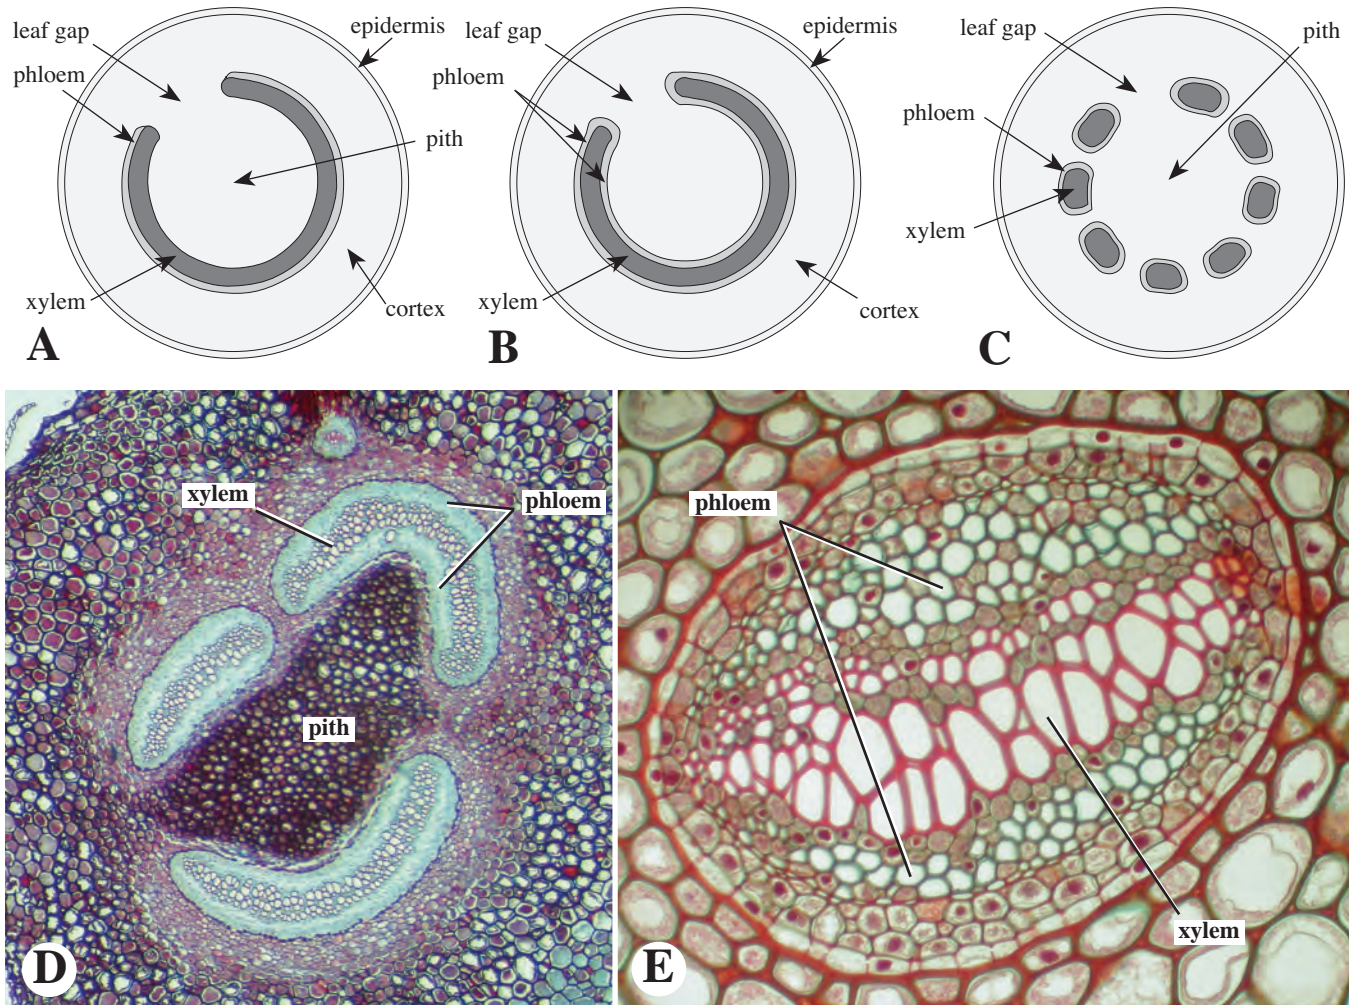 leaf gap
phloem
epidermis
pith
xylem
cortex
A
leaf gap
phloem
epidermis
xylem
cortex
B
leaf gap
pith
phloem
xylem
C
xylem
phloem
pith
D
phloem
xylem
E